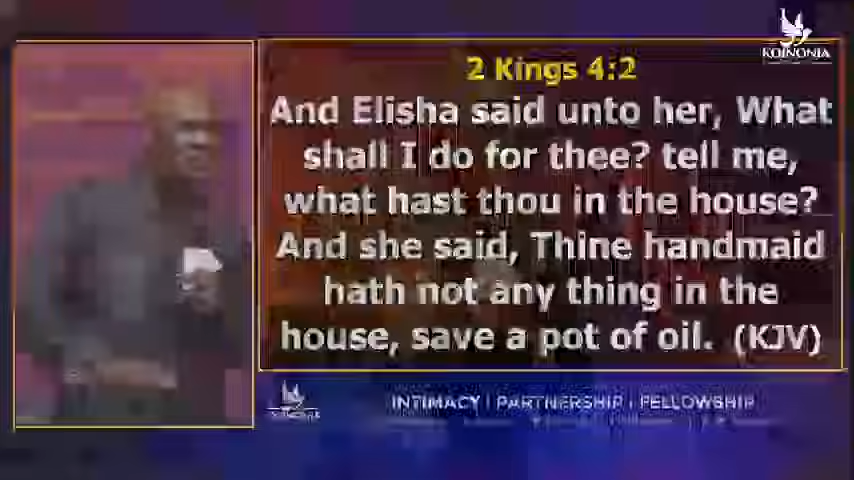 KOINONIA
2 Kings 4:2
And Elisha said unto her, What
shall I do for thee? tell me,
what hast thou in the house?
And she said, Thine handmaid
hath not any thing in the
house, save a pot of oil. (KJV)
INTIMACY | PARTNERSHIP | FELLOWSHIP